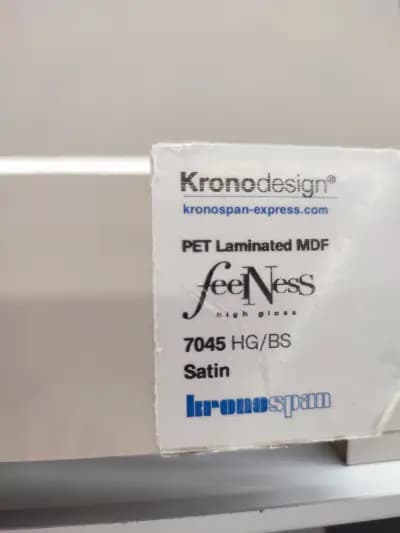 Kronodesign®
kronospan-express.com
PET Laminated MDF
feelNess
high gloss
7045 HG/BS
Satin
kronospan